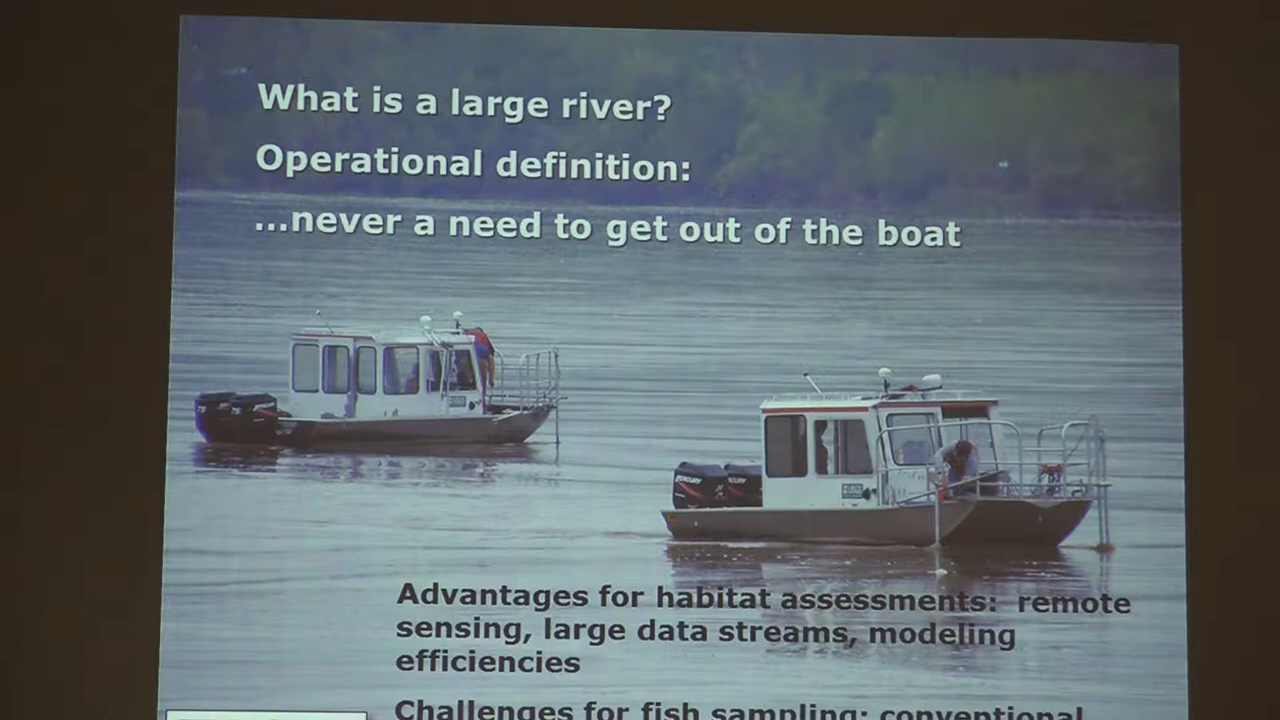 What is a large river?
Operational definition:
...never a need to get out of the boat
Advantages for habitat assessments: remote
sensing, large data streams, modeling
efficiencies
Challenges for fish sampling: conventional